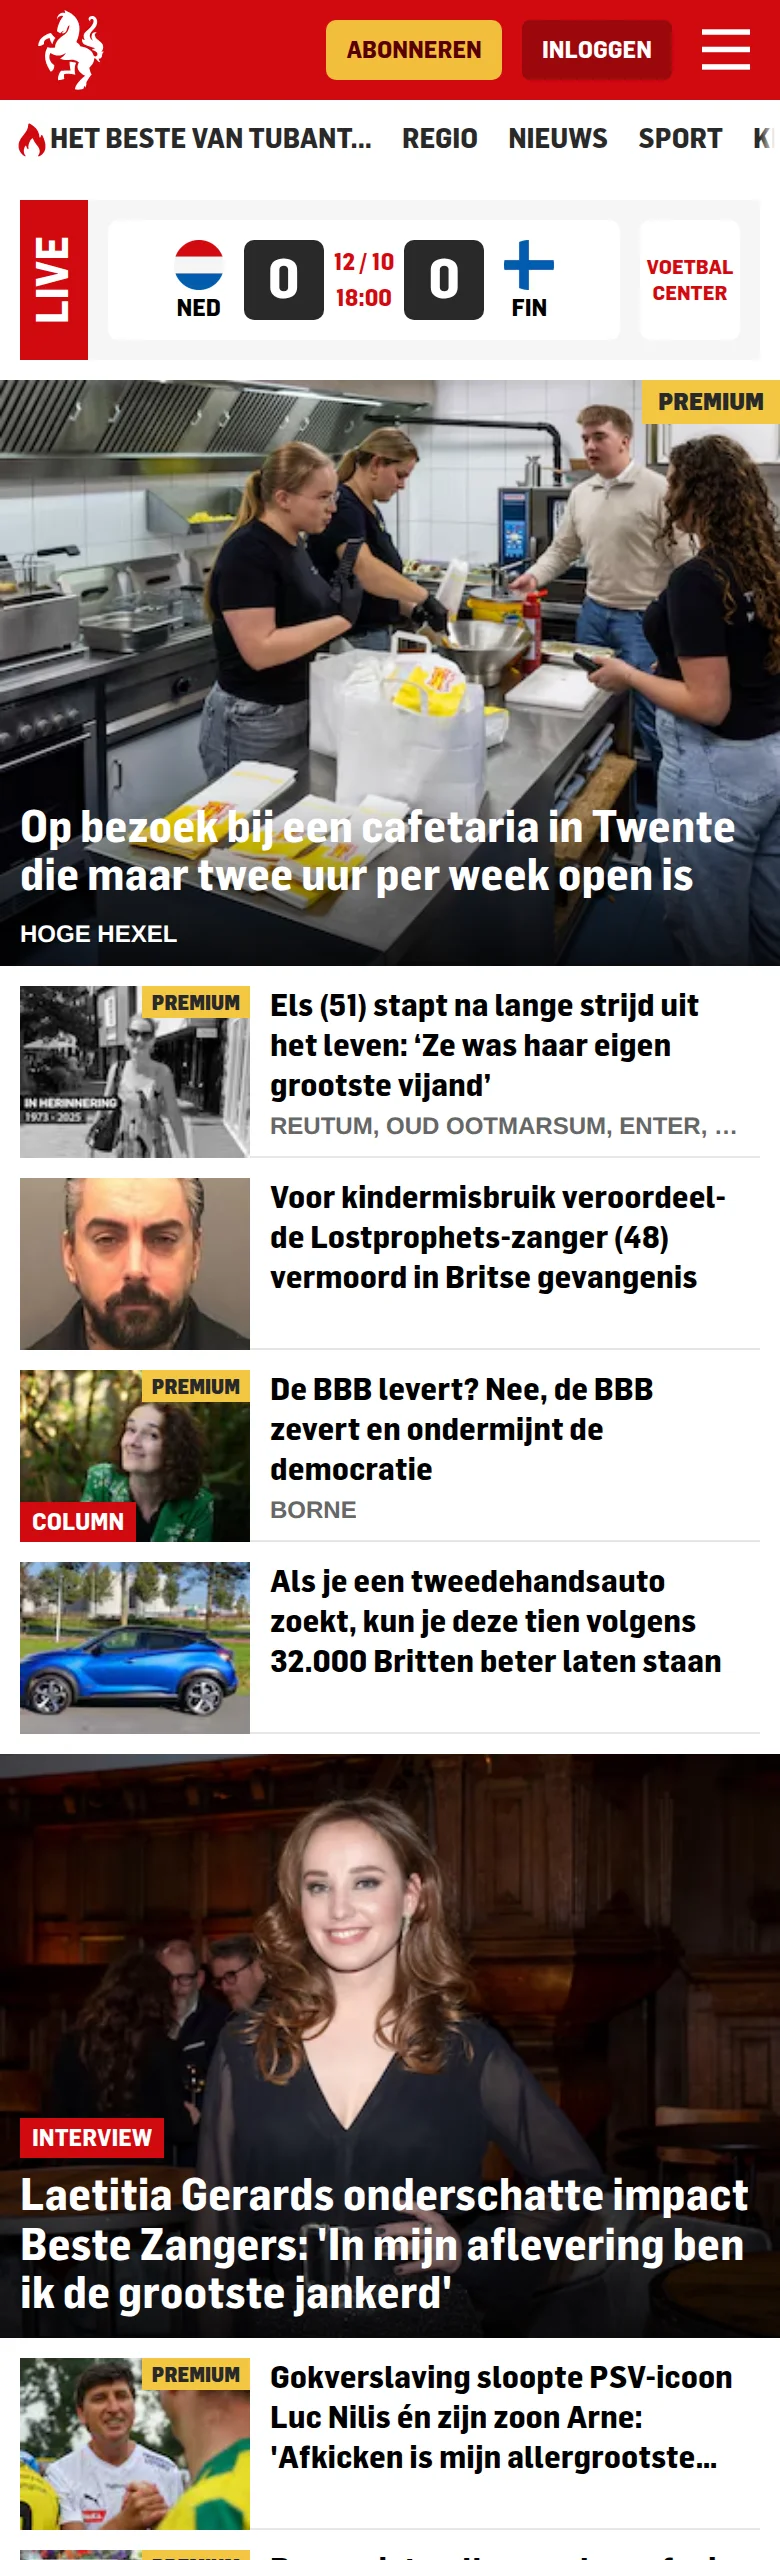 ABONNEREN
INLOGGEN
HET BESTE VAN TUBANT... REGIO NIEUWS SPORT
LIVE
NED
0
12 / 10
18:00
0
FIN
VOETBAL
CENTER
PREMIUM
Op bezoek bij een cafetaria in Twente
die maar twee uur per week open is
HOGE HEXEL
PREMIUM
IN HERINNERING
1973 - 2025
Els (51) stapt na lange strijd uit
het leven: ‘Ze was haar eigen
grootste vijand’
REUTUM, OUD OOTMARSUM, ENTER, ...
Voor kindermisbruik veroordeel-
de Lostprophets-zanger (48)
vermoord in Britse gevangenis
PREMIUM
COLUMN
De BBB levert? Nee, de BBB
zevert en ondermijnt de
democratie
BORNE
Als je een tweedehandsauto
zoekt, kun je deze tien volgens
32.000 Britten beter laten staan
INTERVIEW
Laetitia Gerards onderschatte impact
Beste Zangers: 'In mijn aflevering ben
ik de grootste jankerd'
PREMIUM
Gokverslaving sloopte PSV-icoon
Luc Nilis én zijn zoon Arne:
'Afkicken is mijn allergrootste...